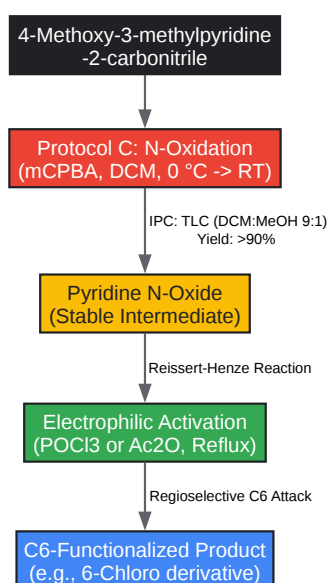 4-Methoxy-3-methylpyridine
-2-carbonitrile
Protocol C: N-Oxidation
(mCPBA, DCM, 0 °C -> RT)
IPC: TLC (DCM:MeOH 9:1)
Yield: >90%
Pyridine N-Oxide
(Stable Intermediate)
Reissert-Henze Reaction
Electrophilic Activation
(POCl3 or Ac2O, Reflux)
Regioselective C6 Attack
C6-Functionalized Product
(e.g., 6-Chloro derivative)